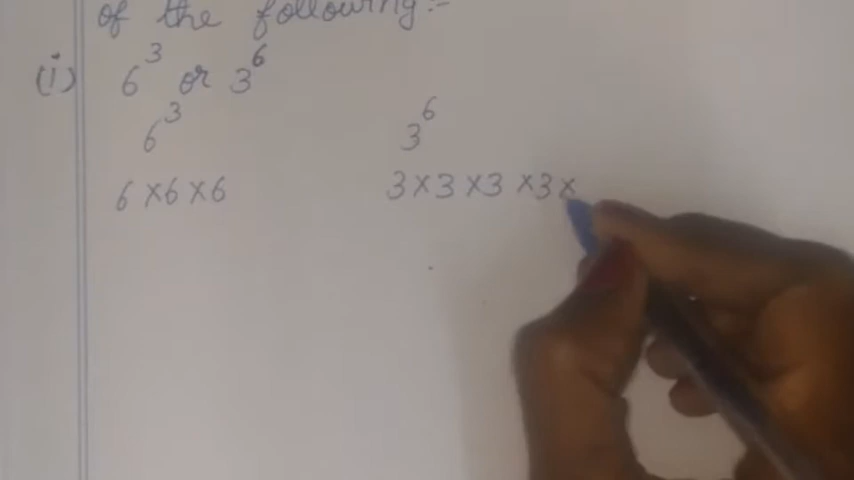 of the following:-
(i) 6³ or 3⁶
6³ 3⁶
6×6×6 3×3×3×3×